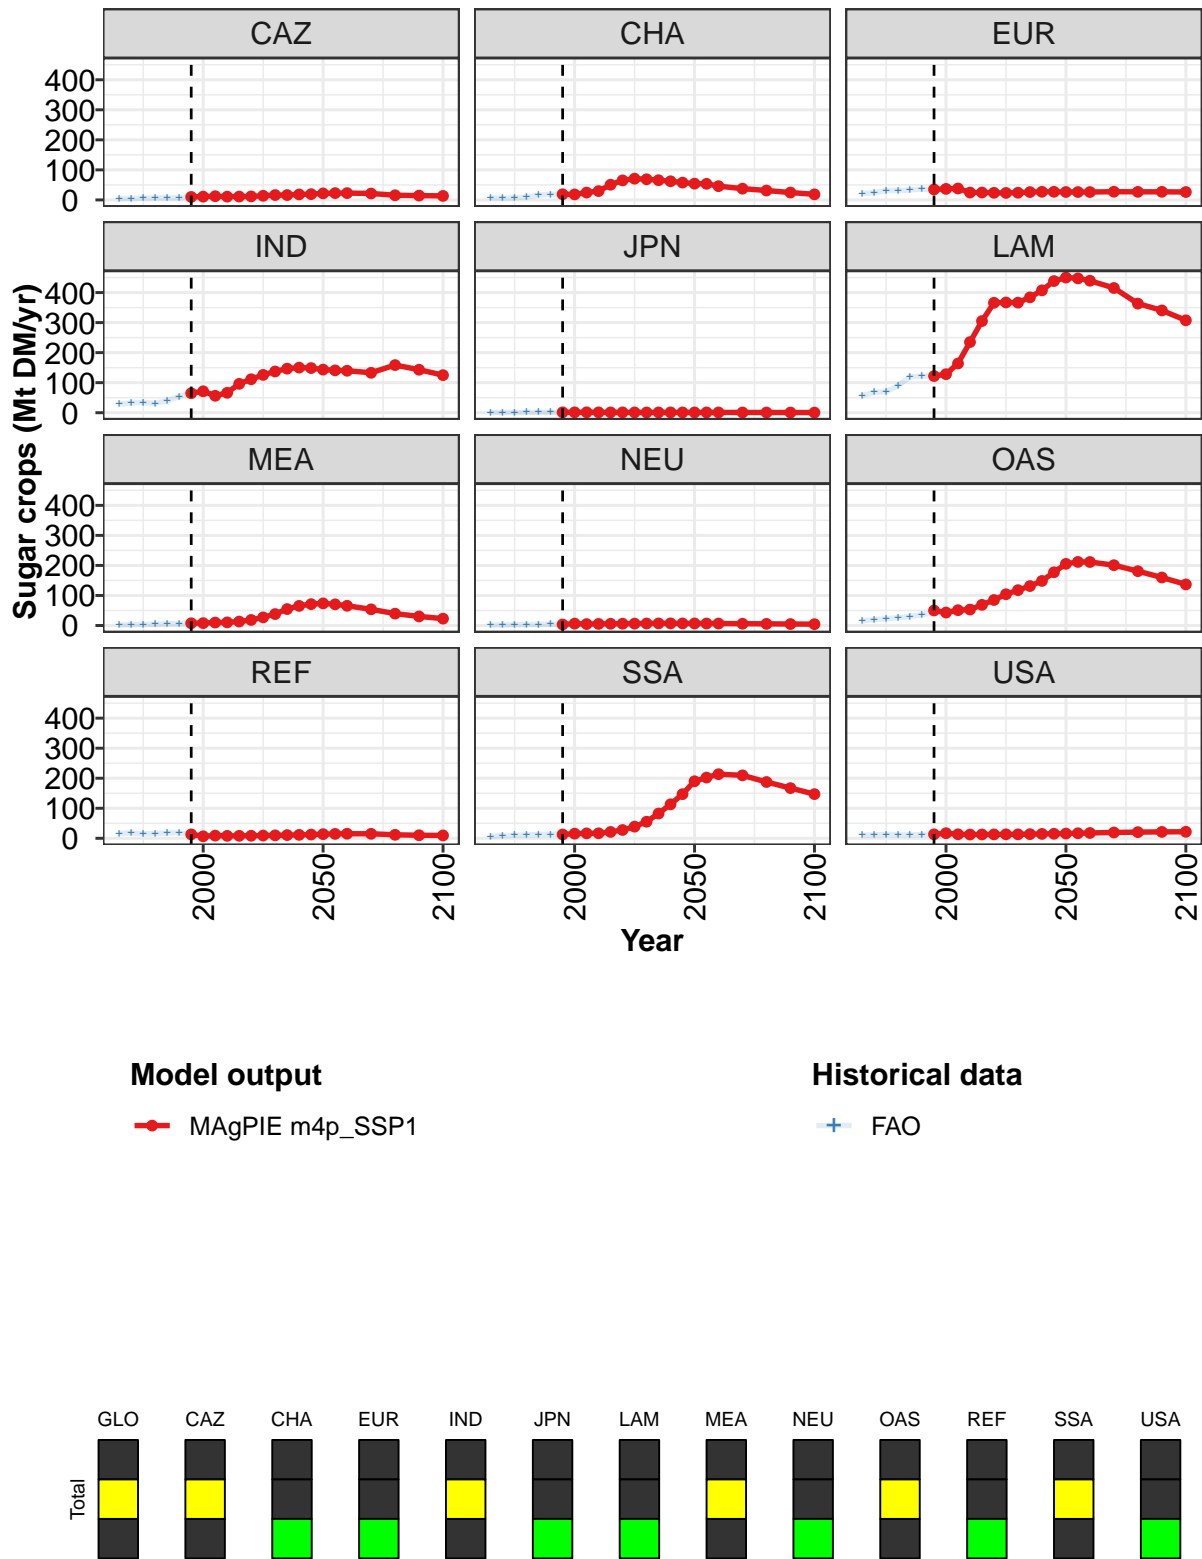 CAZ CHA EUR
400
300
200
100
0
IND JPN LAM
400
300
200
100
0
MEA NEU OAS
400
300
200
100
0
REF SSA USA
400
300
200
100
0
Sugar crops (Mt DM/yr)
2000 2050 2100 2000 2050 2100 2000 2050 2100
Year
Model output Historical data
MAgPIE m4p_SSP1 FAO
GLO CAZ CHA EUR IND JPN LAM MEA NEU OAS REF SSA USA
Total